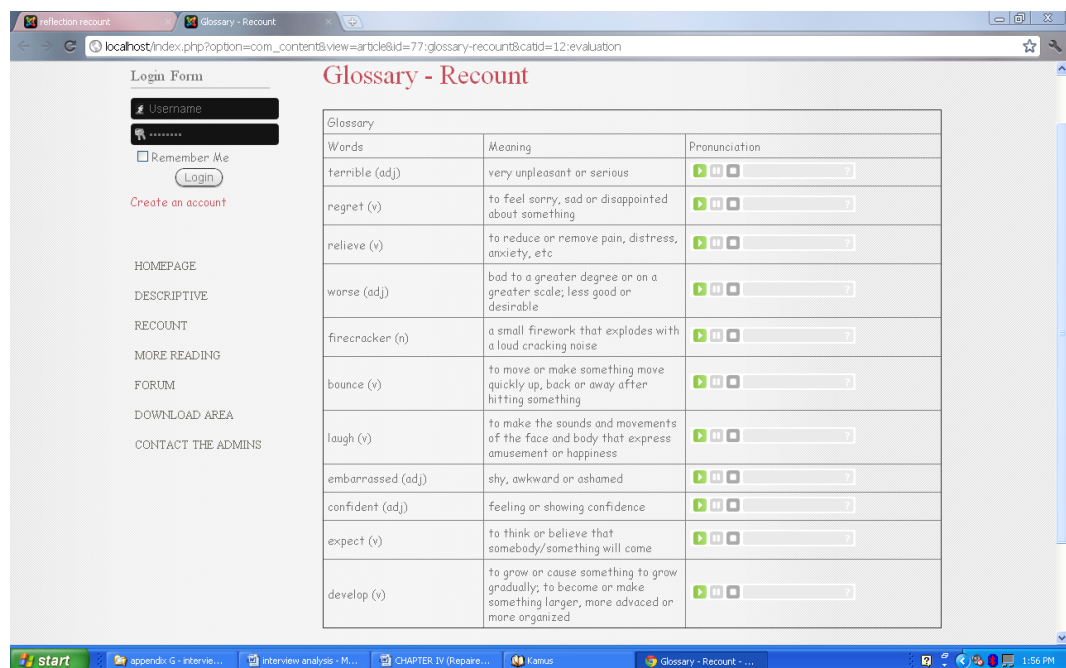 reflection recount
Glossary - Recount
localhost/index.php?option=com_content&view=article&id=77:glossary-recount&catid=12:evaluation
Login Form
Username
••••••••
Remember Me
Login
Create an account
HOMEPAGE
DESCRIPTIVE
RECOUNT
MORE READING
FORUM
DOWNLOAD AREA
CONTACT THE ADMINS
Glossary - Recount
Glossary
Words Meaning Pronunciation
terrible (adj) very unpleasant or serious
regret (v) to feel sorry, sad or disappointed
about something
relieve (v) to reduce or remove pain, distress,
anxiety, etc
worse (adj) bad to a greater degree or on a
greater scale; less good or
desirable
firecracker (n) a small firework that explodes with
a loud cracking noise
bounce (v) to move or make something move
quickly up, back or away after
hitting something
laugh (v) to make the sounds and movements
of the face and body that express
amusement or happiness
embarrassed (adj) shy, awkward or ashamed
confident (adj) feeling or showing confidence
expect (v) to think or believe that
somebody/something will come
develop (v) to grow or cause something to grow
gradually; to become or make
something larger, more advaced or
more organized
start
appendix G - intervie...
interview analysis - M...
CHAPTER IV (Repaire...
Kamus
Glossary - Recount - ...
1:56 PM